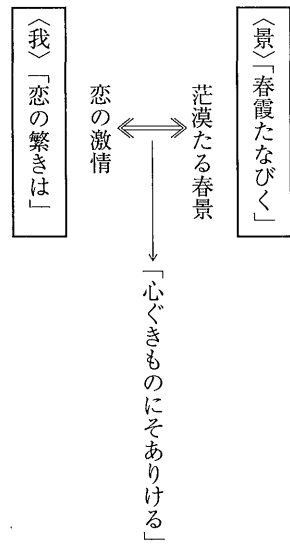 〈景〉「春霞たなびく」
茫漠たる春景
「心ぐきものにそありける」
恋の激情
〈我〉「恋の繁きは」